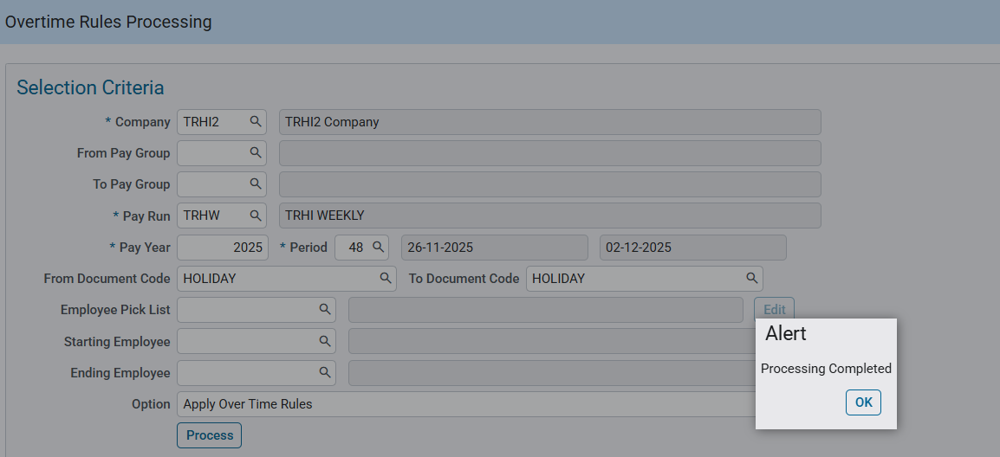 Overtime Rules Processing
Selection Criteria
* Company TRHI2 TRHI2 Company
From Pay Group
To Pay Group
* Pay Run TRHW TRHI WEEKLY
* Pay Year 2025 * Period 48 26-11-2025 02-12-2025
From Document Code HOLIDAY To Document Code HOLIDAY
Employee Pick List Edit
Starting Employee
Ending Employee
Option Apply Over Time Rules
Process
Alert
Processing Completed
OK